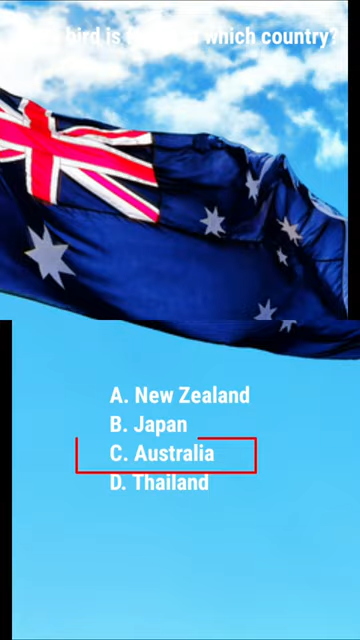 bird is which country?
A. New Zealand
B. Japan
C. Australia
D. Thailand